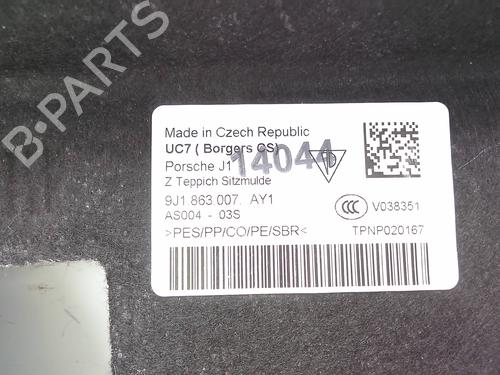 B-PARTS
Made in Czech Republic
UC7 ( Borgers CS)
Porsche J1
14044
Z Teppich Sitzmulde
9J1 863 007. AY1
AS004 - 03S
CCC V038351
>PES/PP/CO/PE/SBR< TPNP020167